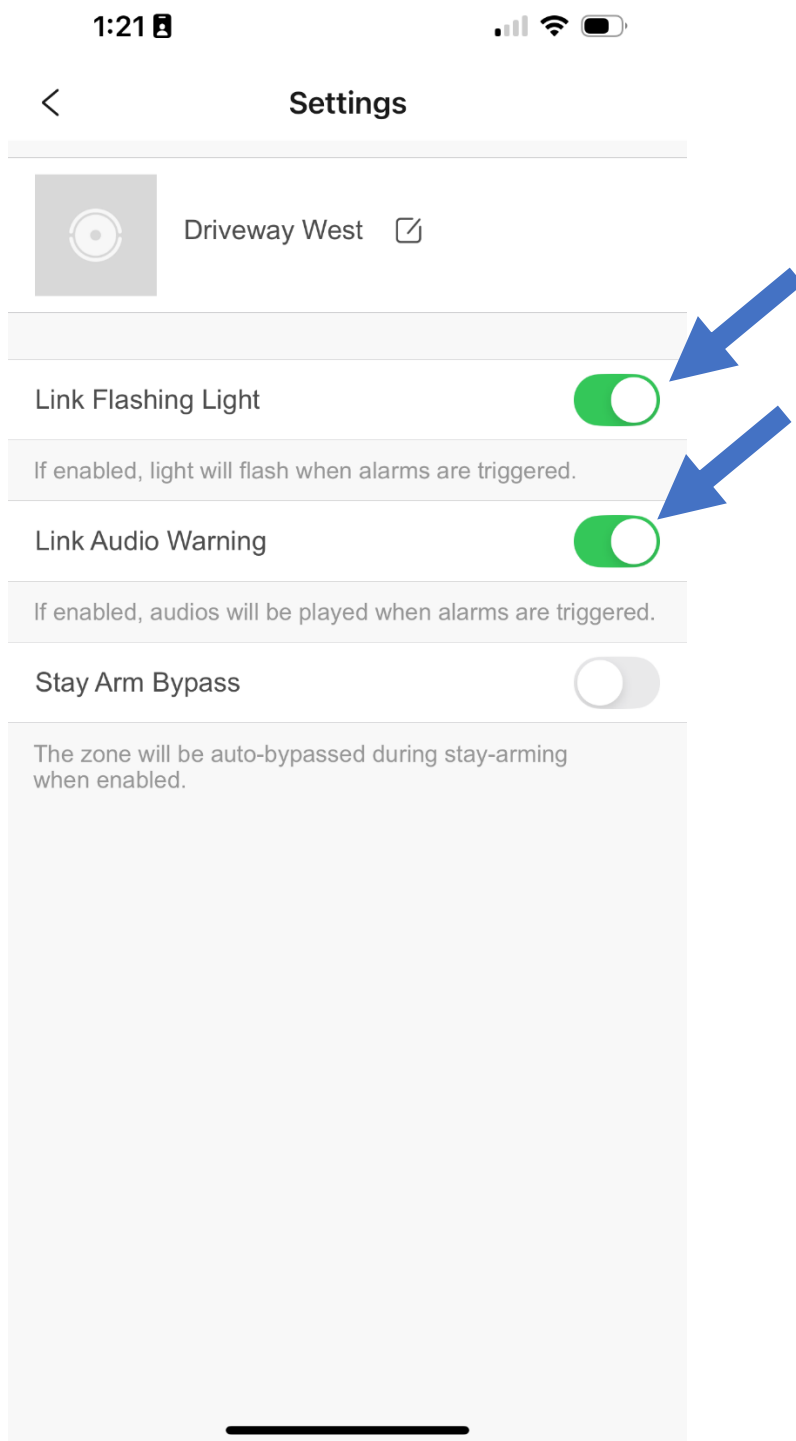 1:21
Settings
Driveway West
Link Flashing Light
If enabled, light will flash when alarms are triggered.
Link Audio Warning
If enabled, audios will be played when alarms are triggered.
Stay Arm Bypass
The zone will be auto-bypassed during stay-arming
when enabled.